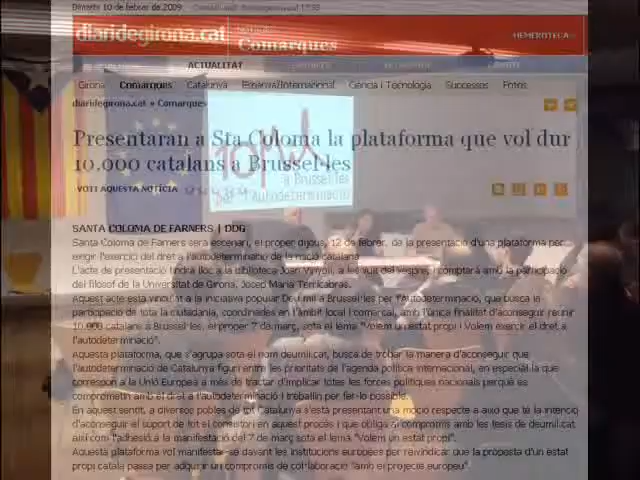 Dimarts 10 de febrer de 2009
diaridegirona.cat
Comarques
HEMEROTECA
ACTUALITAT
Girona Comarques Catalunya Espanya/Internacional Ciència i Tecnologia Successos Fotos
diaridegirona.cat » Comarques
Presentaran a Sta Coloma la plataforma que vol dur
10.000 catalans a Brussel·les
VOTI AQUESTA NOTÍCIA
a Brussel·les
per l'Autodeterminació
SANTA COLOMA DE FARNERS | DDG
Santa Coloma de Farners serà escenari, el proper dijous, 12 de febrer, de la presentació d'una plataforma per
exigir l'exercici del dret a l'autodeterminació de la nació catalana.
L'acte de presentació tindrà lloc a la biblioteca Joan Vinyoli, a les vuit del vespre, i comptarà amb la participació
del filòsof de la Universitat de Girona, Josep Maria Terricabras.
Aquest acte està vinculat a la iniciativa popular Deu mil a Brussel·les per l'Autodeterminació, que busca la
participació de tota la ciutadania, coordinades en l'àmbit local i comarcal, amb l'única finalitat d'aconseguir reunir
10.000 catalans a Brussel·les, el proper 7 de març, sota el lema "Volem un estat propi i Volem exercir el dret a
l'autodeterminació".
Aquesta plataforma, que s'agrupa sota el nom deumil.cat, busca de trobar la manera d'aconseguir que
l'autodeterminació de Catalunya figuri entre les prioritats de l'agenda política internacional, en especial la que
correspon a la Unió Europea a més de tractar d'implicar totes les forces polítiques nacionals perquè es
comprometin amb el dret a l'autodeterminació i treballin per fer-lo possible.
En aquest sentit, a diversos pobles de tot Catalunya s'està presentant una moció respecte a això que té la intenció
d'aconseguir el suport de tot el consistori en aquest procés i que obliga al compromís amb les tesis de deumil.cat
així com l'adhesió a la manifestació del 7 de març sota el lema "Volem un estat propi".
Aquesta plataforma vol manifestar-se davant les institucions europees per reivindicar que la proposta d'un estat
propi català passa per adquirir un compromís de col·laboració "amb el projecte europeu".